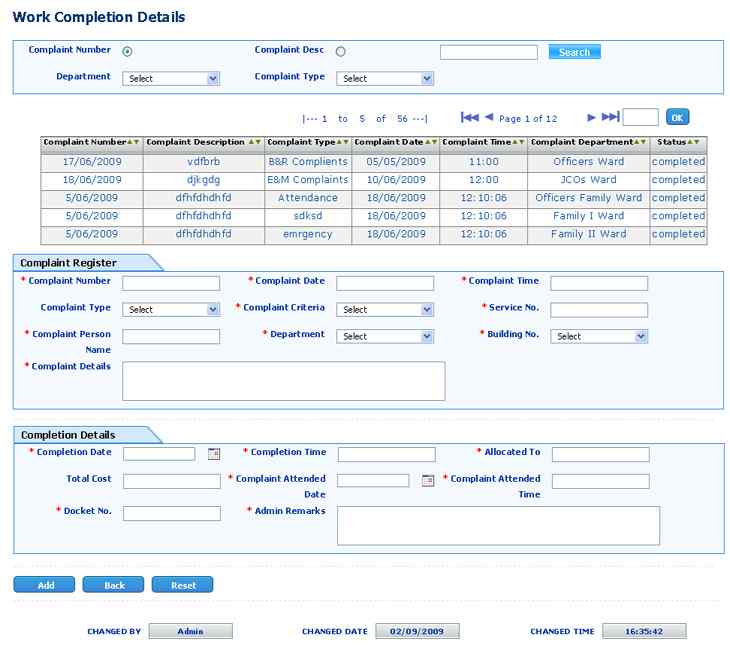 Work Completion Details
Complaint Number Complaint Desc Search
Department Select Complaint Type Select
|--- 1 to 5 of 56 ---| Page 1 of 12 OK
Complaint Number Complaint Description Complaint Type Complaint Date Complaint Time Complaint Department Status
17/06/2009 vdfbrb B&R Complients 05/05/2009 11:00 Officers Ward completed
18/06/2009 djkgdg E&M Complaints 10/06/2009 12:00 JCOs Ward completed
5/06/2009 dfhfdhdhfd Attendance 18/06/2009 12:10:06 Officers Family Ward completed
5/06/2009 dfhfdhdhfd sdksd 18/06/2009 12:10:06 Family I Ward completed
5/06/2009 dfhfdhdhfd emrgency 18/06/2009 12:10:06 Family II Ward completed
Complaint Register
* Complaint Number * Complaint Date * Complaint Time
Complaint Type Select * Complaint Criteria Select * Service No.
* Complaint Person Name * Department Select * Building No. Select
* Complaint Details
Completion Details
* Completion Date * Completion Time * Allocated To
Total Cost * Complaint Attended Date * Complaint Attended Time
* Docket No. * Admin Remarks
Add Back Reset
CHANGED BY Admin CHANGED DATE 02/09/2009 CHANGED TIME 16:35:42